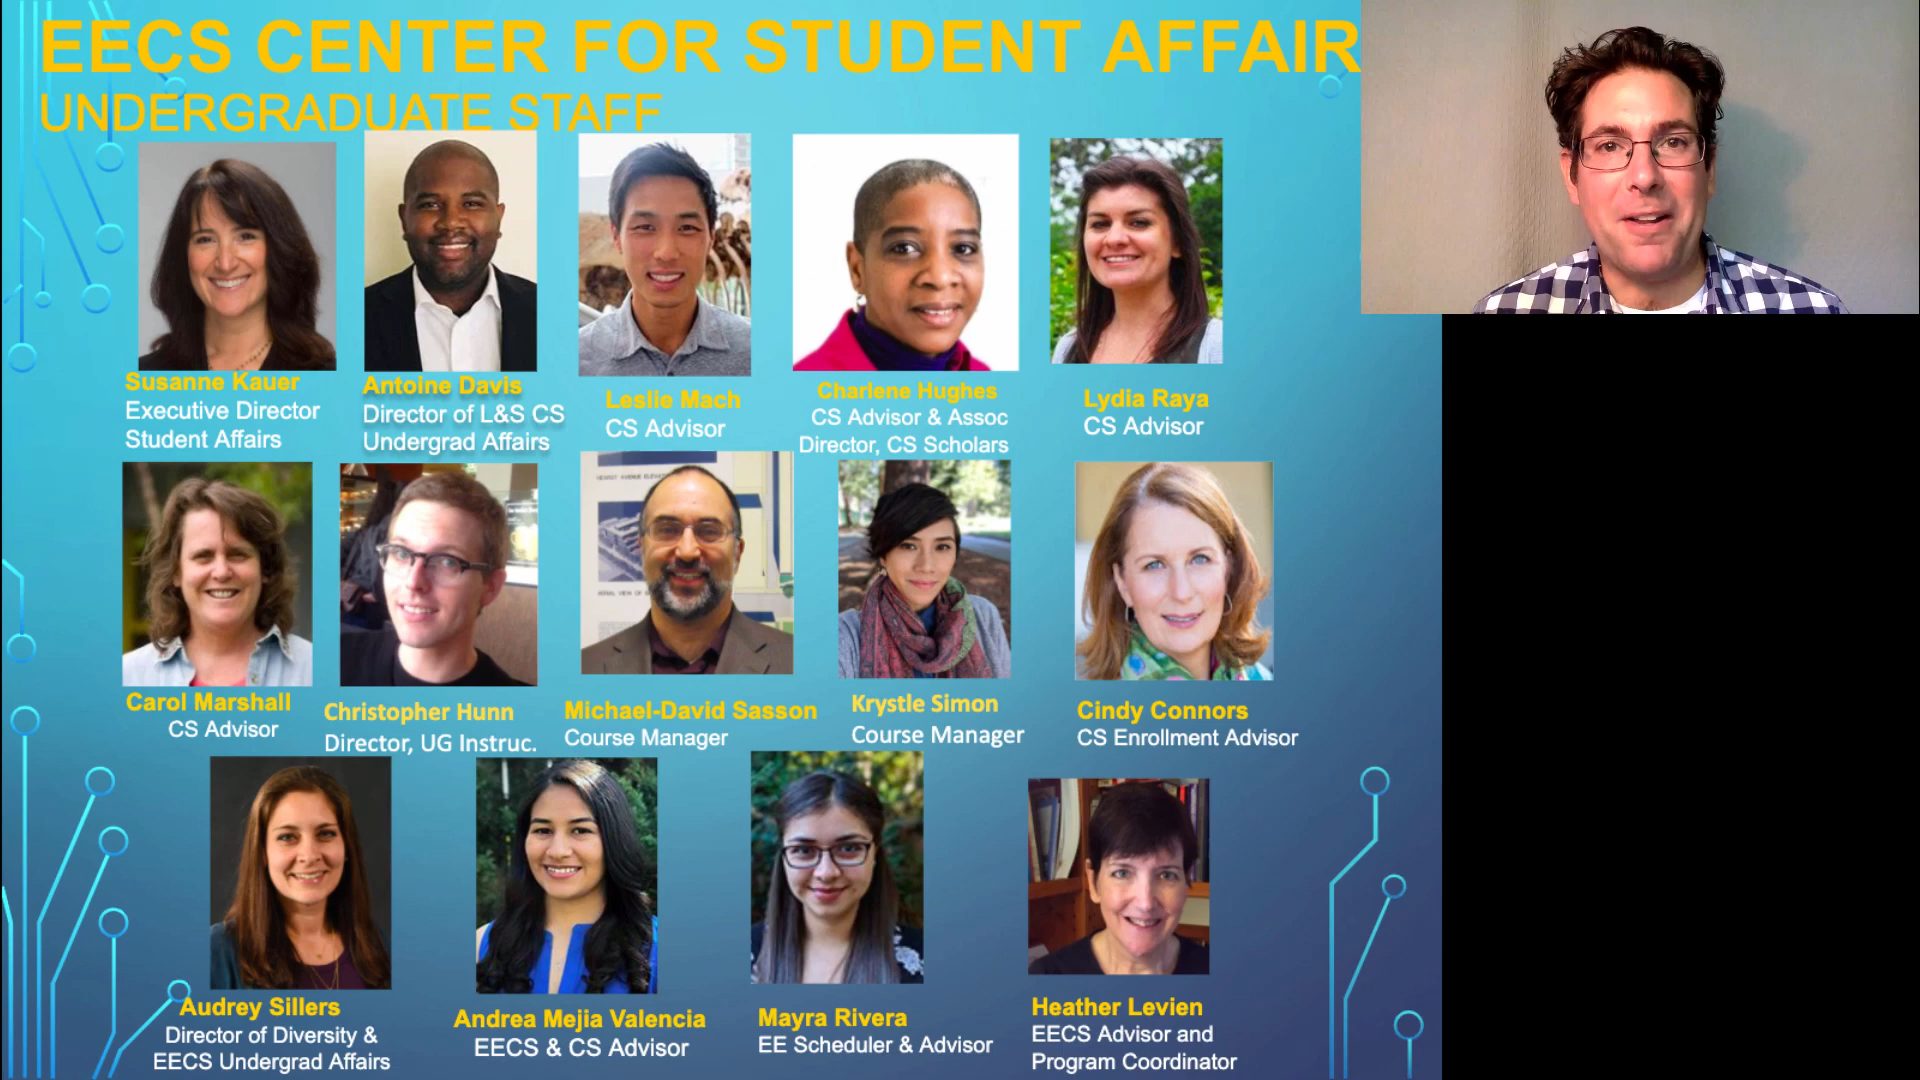 EECS CENTER FOR STUDENT AFFAIR
UNDERGRADUATE STAFF
Susanne Kauer
Executive Director
Student Affairs
Antoine Davis
Director of L&S CS
Undergrad Affairs
Leslie Mach
CS Advisor
Charlene Hughes
CS Advisor & Assoc
Director, CS Scholars
Lydia Raya
CS Advisor
Carol Marshall
CS Advisor
Christopher Hunn
Director, UG Instruc.
Michael-David Sasson
Course Manager
Krystle Simon
Course Manager
Cindy Connors
CS Enrollment Advisor
Audrey Sillers
Director of Diversity &
EECS Undergrad Affairs
Andrea Mejia Valencia
EECS & CS Advisor
Mayra Rivera
EE Scheduler & Advisor
Heather Levien
EECS Advisor and
Program Coordinator